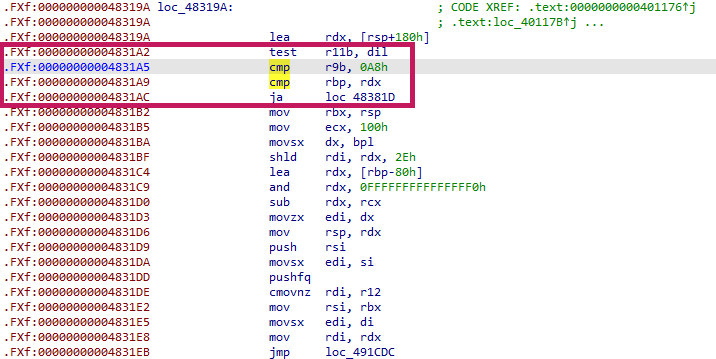 .FXf:000000000048319A loc_48319A: ; CODE XREF: .text:0000000000401176↑j
.FXf:000000000048319A ; .text:loc_40117B↑j ...
.FXf:000000000048319A lea rdx, [rsp+180h]
.FXf:00000000004831A2 test r11b, dil
.FXf:00000000004831A5 cmp r9b, 0A8h
.FXf:00000000004831A9 cmp rbp, rdx
.FXf:00000000004831AC ja loc_48381D
.FXf:00000000004831B2 mov rbx, rsp
.FXf:00000000004831B5 mov ecx, 100h
.FXf:00000000004831BA movsx dx, bpl
.FXf:00000000004831BF shld rdi, rdx, 2Eh
.FXf:00000000004831C4 lea rdx, [rbp-80h]
.FXf:00000000004831C9 and rdx, 0FFFFFFFFFFFFFFF0h
.FXf:00000000004831D0 sub rdx, rcx
.FXf:00000000004831D3 movzx edi, dx
.FXf:00000000004831D6 mov rsp, rdx
.FXf:00000000004831D9 push rsi
.FXf:00000000004831DA movsx edi, si
.FXf:00000000004831DD pushfq
.FXf:00000000004831DE cmovnz rdi, r12
.FXf:00000000004831E2 mov rsi, rbx
.FXf:00000000004831E5 movsx edi, di
.FXf:00000000004831E8 mov rdi, rdx
.FXf:00000000004831EB jmp loc_491CDC